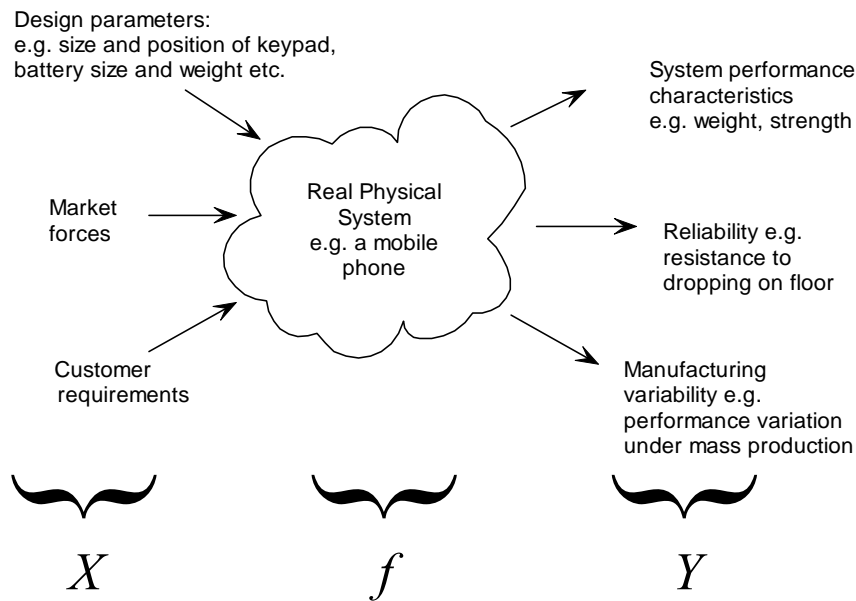 Design parameters:
e.g. size and position of keypad,
battery size and weight etc.
Market
forces
Customer
requirements
Real Physical
System
e.g. a mobile
phone
System performance
characteristics
e.g. weight, strength
Reliability e.g.
resistance to
dropping on floor
Manufacturing
variability e.g.
performance variation
under mass production
X
f
Y